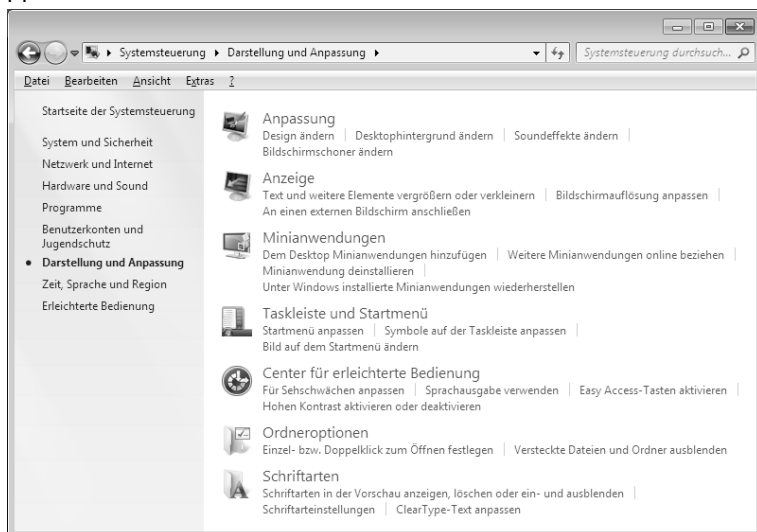 Systemsteuerung ▸ Darstellung und Anpassung ▸
Systemsteuerung durchsuch...
Datei Bearbeiten Ansicht Extras ?
Startseite der Systemsteuerung
System und Sicherheit
Netzwerk und Internet
Hardware und Sound
Programme
Benutzerkonten und
Jugendschutz
Darstellung und Anpassung
Zeit, Sprache und Region
Erleichterte Bedienung
Anpassung
Design ändern | Desktophintergrund ändern | Soundeffekte ändern |
Bildschirmschoner ändern
Anzeige
Text und weitere Elemente vergrößern oder verkleinern | Bildschirmauflösung anpassen |
An einen externen Bildschirm anschließen
Minianwendungen
Dem Desktop Minianwendungen hinzufügen | Weitere Minianwendungen online beziehen |
Minianwendung deinstallieren |
Unter Windows installierte Minianwendungen wiederherstellen
Taskleiste und Startmenü
Startmenü anpassen | Symbole auf der Taskleiste anpassen |
Bild auf dem Startmenü ändern
Center für erleichterte Bedienung
Für Sehschwächen anpassen | Sprachausgabe verwenden | Easy Access-Tasten aktivieren |
Hohen Kontrast aktivieren oder deaktivieren
Ordneroptionen
Einzel- bzw. Doppelklick zum Öffnen festlegen | Versteckte Dateien und Ordner ausblenden
Schriftarten
Schriftarten in der Vorschau anzeigen, löschen oder ein- und ausblenden |
Schriftarteinstellungen | ClearType-Text anpassen